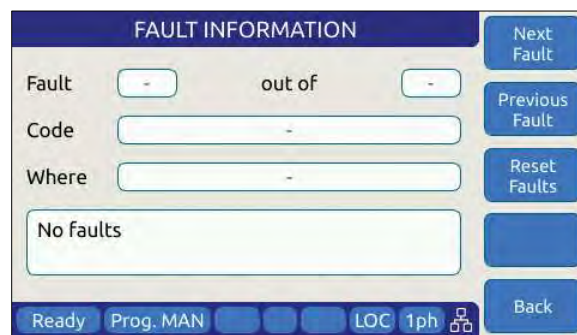 FAULT INFORMATION
Fault - out of -
Code -
Where -
No faults
Ready Prog. MAN LOC 1ph
Next
Fault
Previous
Fault
Reset
Faults
Back